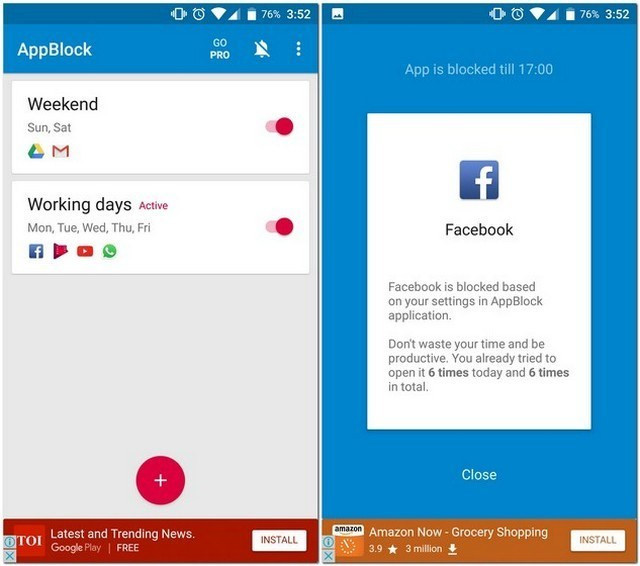 76% 3:52
AppBlock
GO
PRO
Weekend
Sun, Sat
Working days Active
Mon, Tue, Wed, Thu, Fri
+
TOI
Latest and Trending News.
Google Play | FREE
INSTALL
76% 3:52
App is blocked till 17:00
Facebook
Facebook is blocked based
on your settings in AppBlock
application.
Don't waste your time and be
productive. You already tried to
open it 6 times today and 6 times
in total.
Close
amazon
Amazon Now - Grocery Shopping
3.9 ★ 3 million
INSTALL